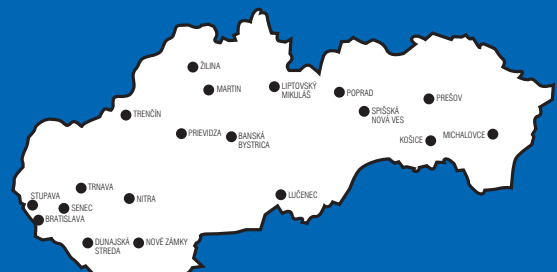 ŽILINA
MARTIN
LIPTOVSKÝ
MIKULÁŠ
POPRAD
PREŠOV
SPIŠSKÁ
NOVÁ VES
TRENČÍN
PRIEVIDZA
BANSKÁ
BYSTRICA
KOŠICE
MICHALOVCE
TRNAVA
STUPAVA
SENEC
NITRA
LUČENEC
BRATISLAVA
DUNAJSKÁ
STREDA
NOVÉ ZÁMKY